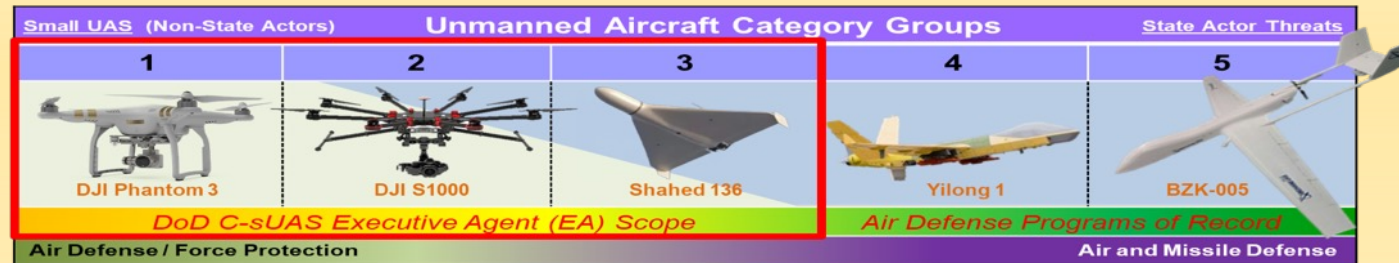 Small UAS (Non-State Actors) Unmanned Aircraft Category Groups State Actor Threats
1 2 3 4 5
DJI Phantom 3 DJI S1000 Shahed 136 Yilong 1 BZK-005
DoD C-sUAS Executive Agent (EA) Scope Air Defense Programs of Record
Air Defense / Force Protection Air and Missile Defense